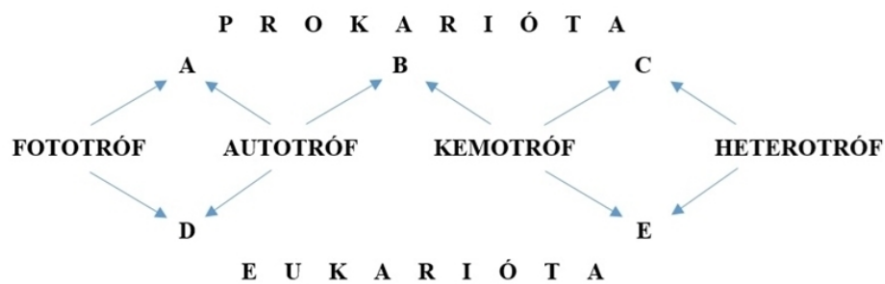 P R O K A R I Ó T A
A B C
FOTOTRÓF AUTOTRÓF KEMOTRÓF HETEROTRÓF
D E
E U K A R I Ó T A